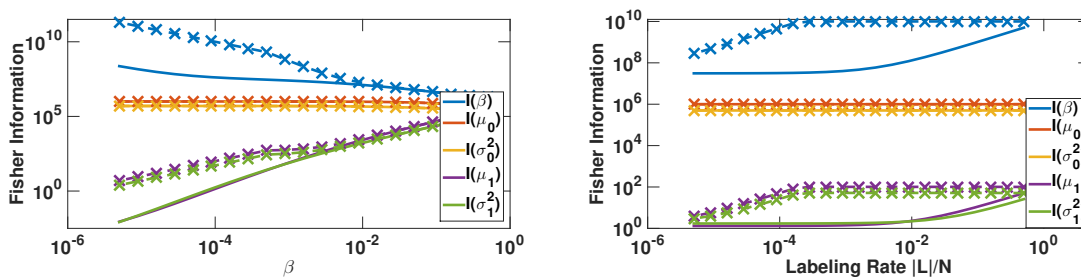 10^10
10^5
10^0
Fisher Information
I(β)
I(μ_0)
I(σ_0^2)
I(μ_1)
I(σ_1^2)
10^-6
10^-4
10^-2
10^0
β
10^10
10^8
10^6
10^4
10^2
10^0
Fisher Information
I(β)
I(μ_0)
I(σ_0^2)
I(μ_1)
I(σ_1^2)
10^-6
10^-4
10^-2
10^0
Labeling Rate |L|/N